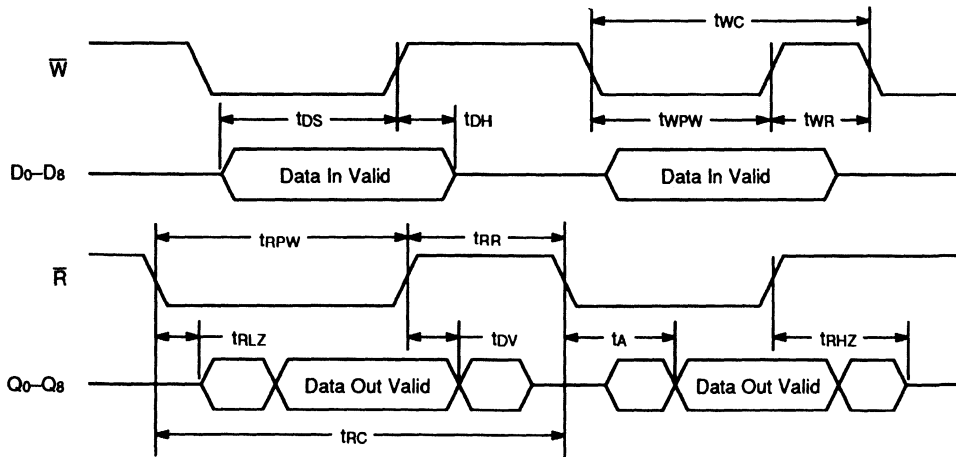 tWC
W
tDS
tDH
tWPW
tWR
D0–D8
Data In Valid
Data In Valid
tRPW
tRR
R
tRLZ
tDV
tA
tRHZ
Q0–Q8
Data Out Valid
Data Out Valid
tRC